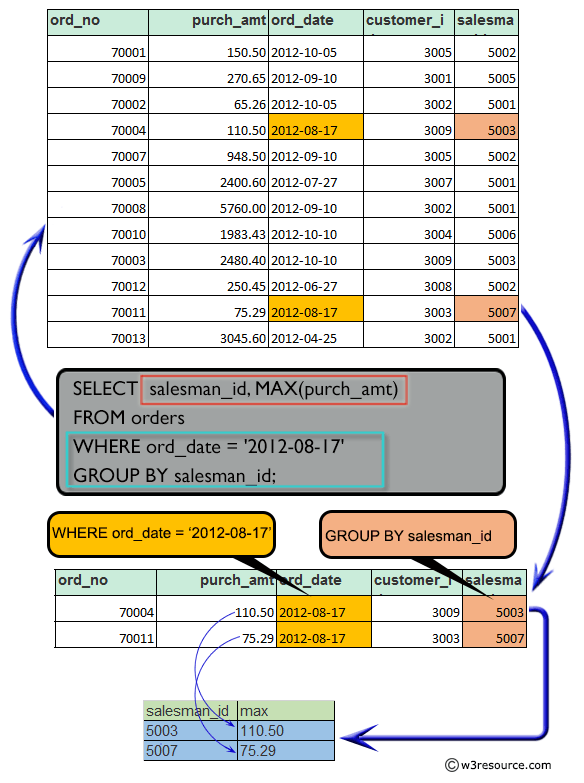 ord_no purch_amt ord_date customer_i salesma
70001 150.50 2012-10-05 3005 5002
70009 270.65 2012-09-10 3001 5005
70002 65.26 2012-10-05 3002 5001
70004 110.50 2012-08-17 3009 5003
70007 948.50 2012-09-10 3005 5002
70005 2400.60 2012-07-27 3007 5001
70008 5760.00 2012-09-10 3002 5001
70010 1983.43 2012-10-10 3004 5006
70003 2480.40 2012-10-10 3009 5003
70012 250.45 2012-06-27 3008 5002
70011 75.29 2012-08-17 3003 5007
70013 3045.60 2012-04-25 3002 5001
SELECT salesman_id, MAX(purch_amt)
FROM orders
WHERE ord_date = '2012-08-17'
GROUP BY salesman_id;
WHERE ord_date = ‘2012-08-17’
GROUP BY salesman_id
ord_no purch_amt ord_date customer_i salesma
70004 110.50 2012-08-17 3009 5003
70011 75.29 2012-08-17 3003 5007
salesman_id max
5003 110.50
5007 75.29
© w3resource.com